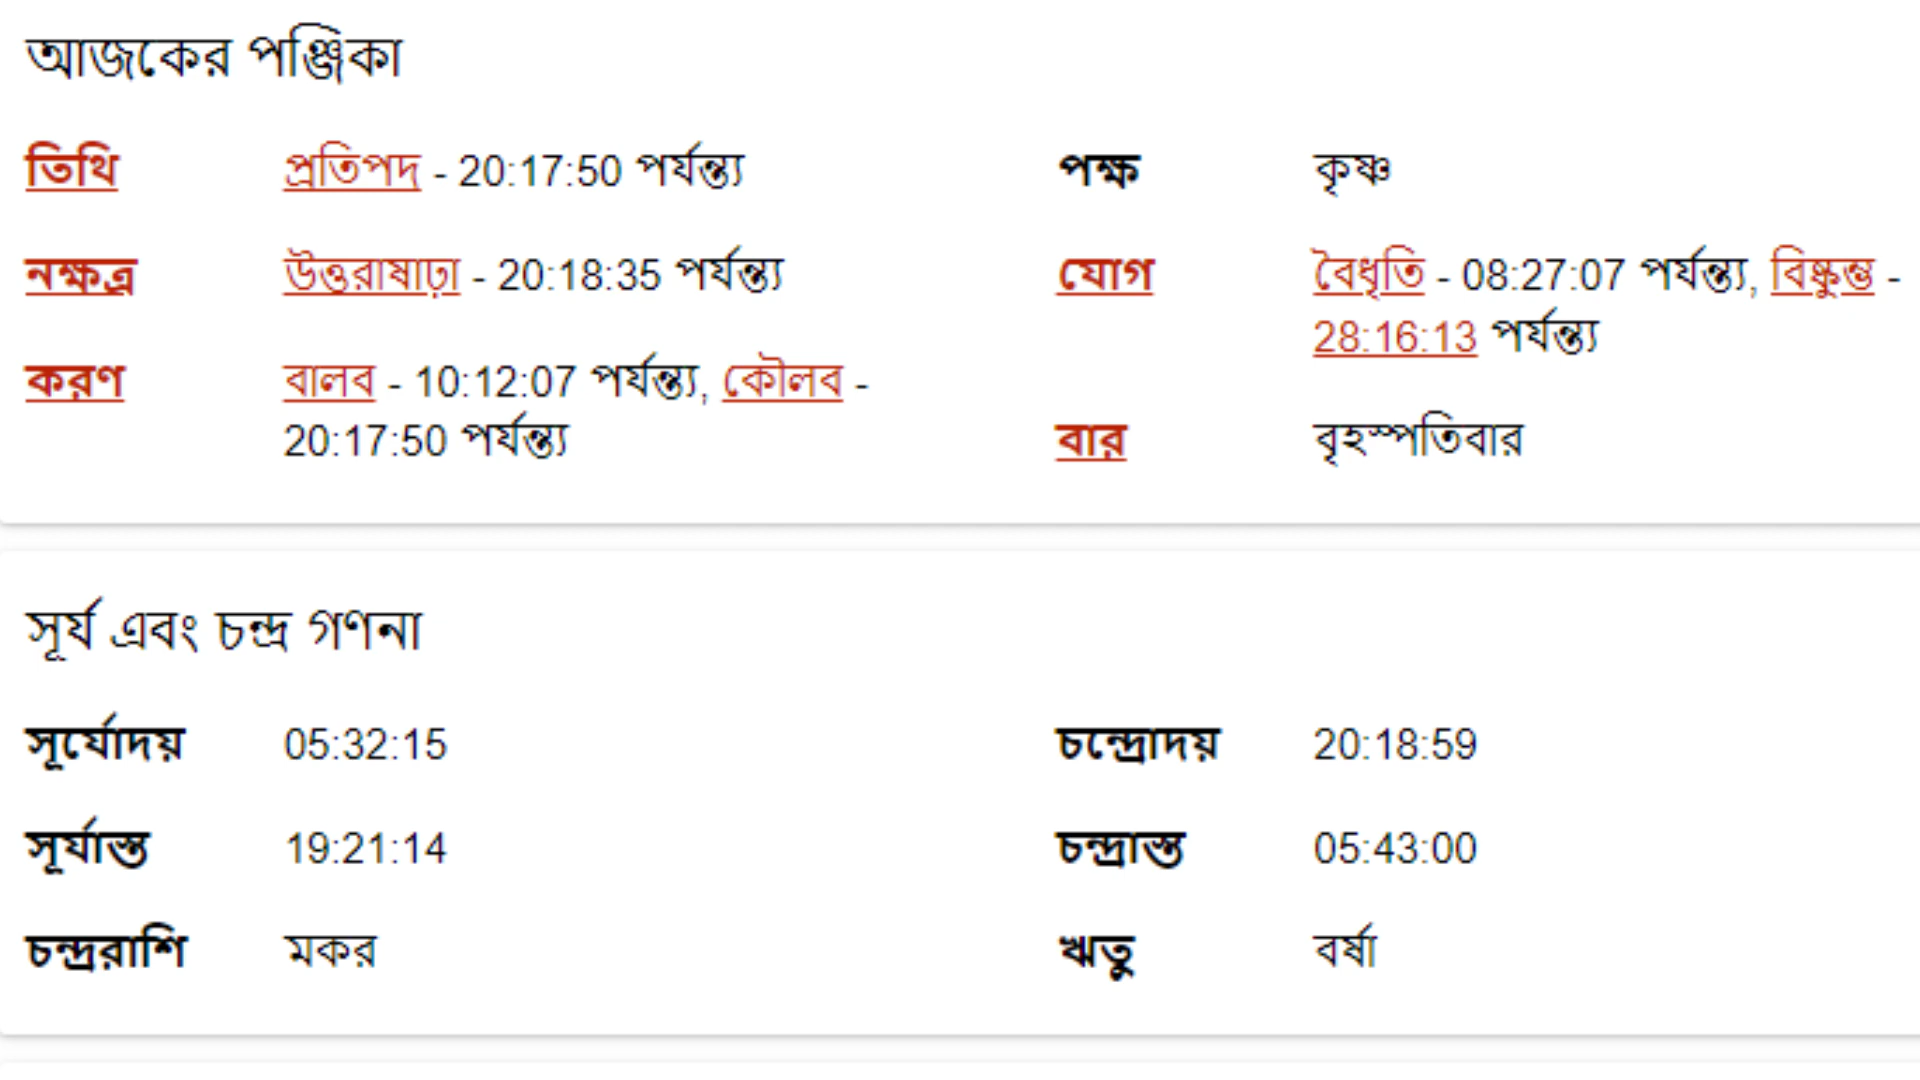 আজকের পঞ্জিকা
তিথি প্রতিপদ - 20:17:50 পর্যন্ত্য
নক্ষত্র উত্তরাষাঢ়া - 20:18:35 পর্যন্ত্য
করণ বালব - 10:12:07 পর্যন্ত্য, কৌলব -
20:17:50 পর্যন্ত্য
পক্ষ কৃষ্ণ
যোগ বৈধৃতি - 08:27:07 পর্যন্ত্য, বিষ্কুম্ভ -
28:16:13 পর্যন্ত্য
বার বৃহস্পতিবার
সূর্য এবং চন্দ্র গণনা
সূর্যোদয় 05:32:15
সূর্যাস্ত 19:21:14
চন্দ্ররাশি মকর
চন্দ্রোদয় 20:18:59
চন্দ্রাস্ত 05:43:00
ঋতু বর্ষা